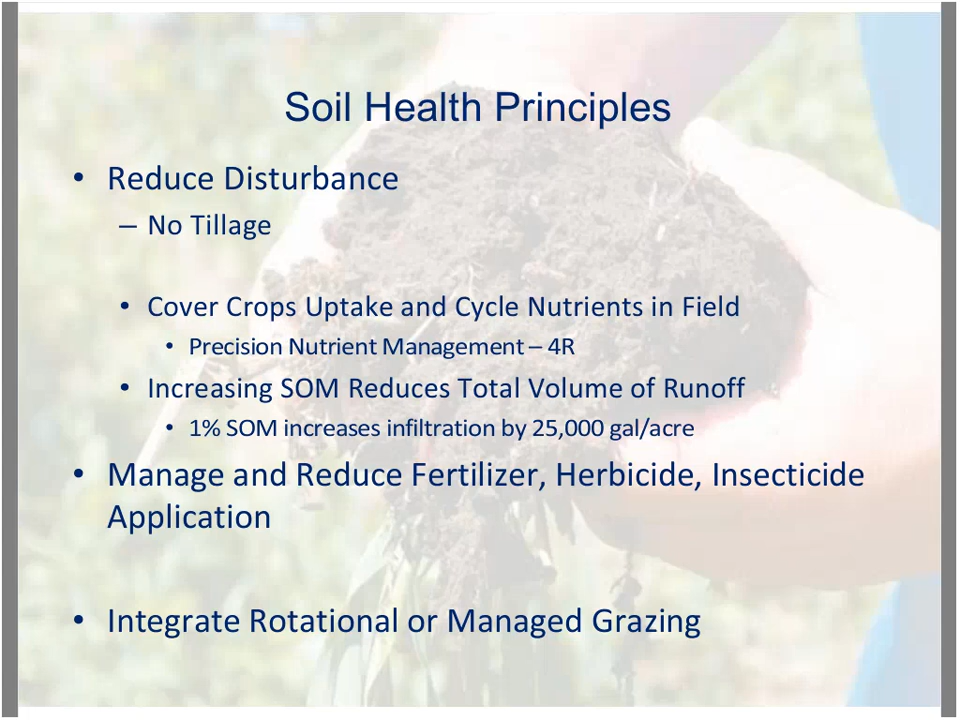 Soil Health Principles
• Reduce Disturbance
– No Tillage
• Cover Crops Uptake and Cycle Nutrients in Field
• Precision Nutrient Management – 4R
• Increasing SOM Reduces Total Volume of Runoff
• 1% SOM increases infiltration by 25,000 gal/acre
• Manage and Reduce Fertilizer, Herbicide, Insecticide
Application
• Integrate Rotational or Managed Grazing